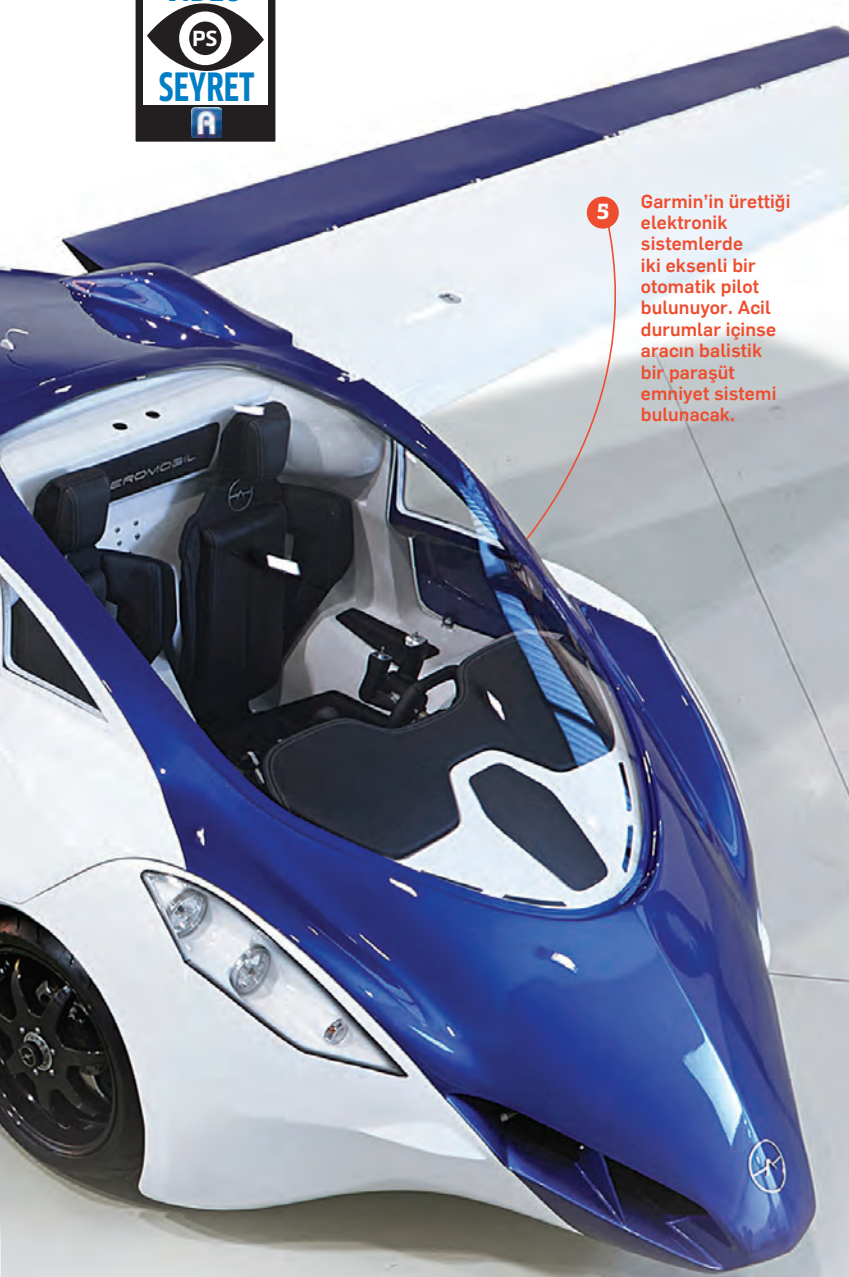 PS
SEYRET
5
Garmin’in ürettiği
elektronik
sistemlerde
iki eksenli bir
otomatik pilot
bulunuyor. Acil
durumlar içinse
aracın balistik
bir paraşüt
emniyet sistemi
bulunacak.
EROMOBIL